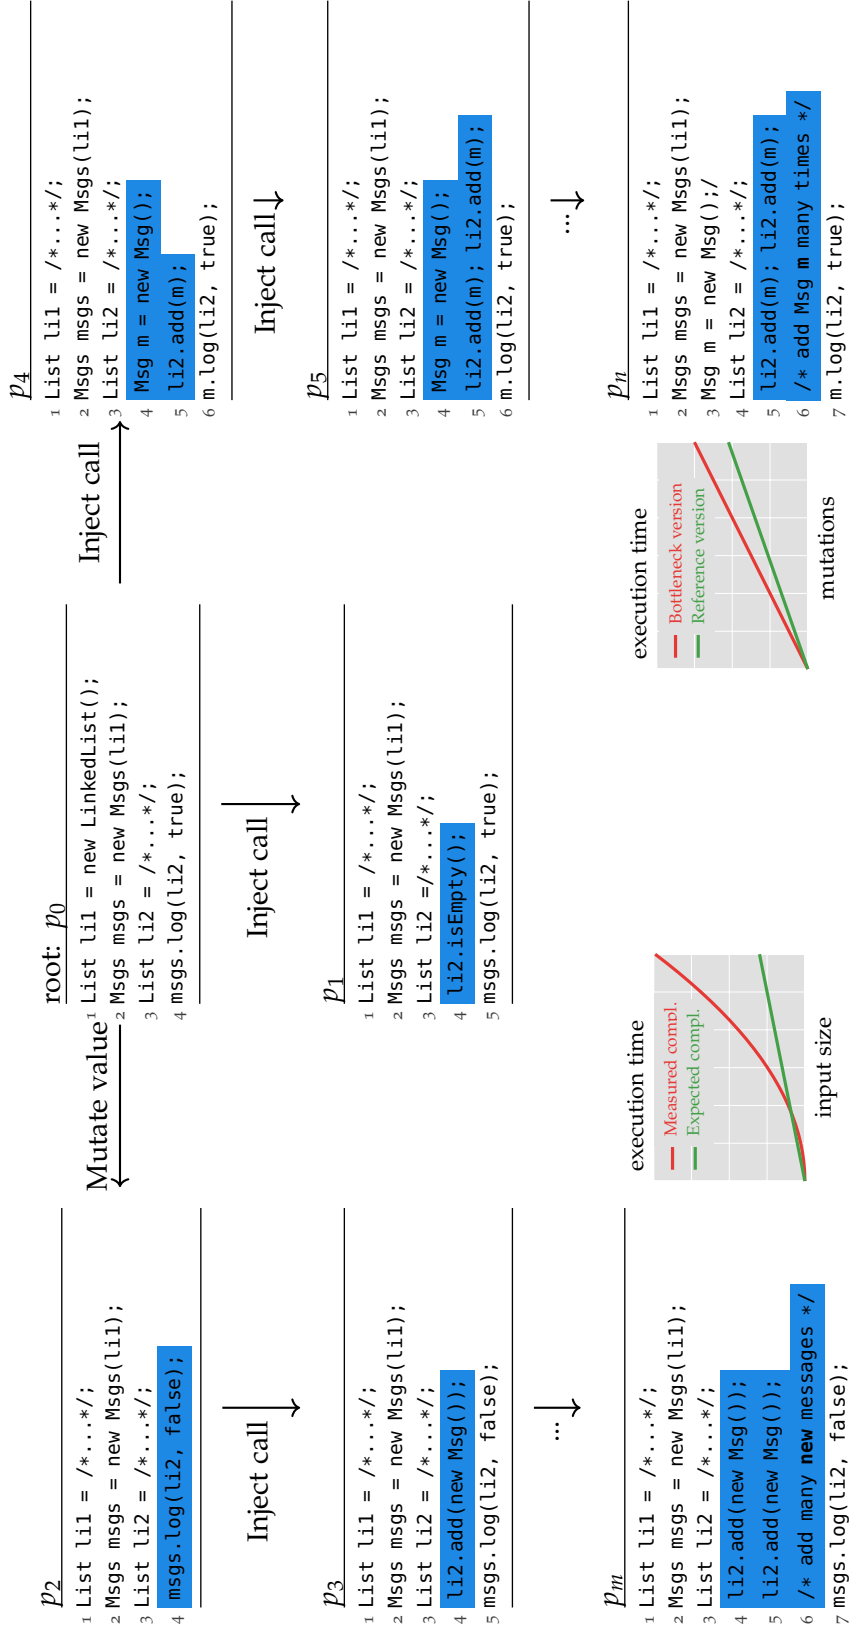 p2
1 List li1 = /*...*/;
2 Msgs msgs = new Msgs(li1);
3 List li2 = /*...*/;
4 msgs.log(li2, false);
Mutate value
root: p0
1 List li1 = new LinkedList();
2 Msgs msgs = new Msgs(li1);
3 List li2 = /*...*/;
4 msgs.log(li2, true);
Inject call
p4
1 List li1 = /*...*/;
2 Msgs msgs = new Msgs(li1);
3 List li2 = /*...*/;
4 Msg m = new Msg();
5 li2.add(m);
6 m.log(li2, true);
Inject call
Inject call
Inject call
p3
1 List li1 = /*...*/;
2 Msgs msgs = new Msgs(li1);
3 List li2 = /*...*/;
4 li2.add(new Msg());
5 msgs.log(li2, false);
p1
1 List li1 = /*...*/;
2 Msgs msgs = new Msgs(li1);
3 List li2 =/*...*/;
4 li2.isEmpty();
5 msgs.log(li2, true);
p5
1 List li1 = /*...*/;
2 Msgs msgs = new Msgs(li1);
3 List li2 = /*...*/;
4 Msg m = new Msg();
5 li2.add(m); li2.add(m);
6 m.log(li2, true);
...
...
pm
1 List li1 = /*...*/;
2 Msgs msgs = new Msgs(li1);
3 List li2 = /*...*/;
4 li2.add(new Msg());
5 li2.add(new Msg());
6 /* add many new messages */
7 msgs.log(li2, false);
execution time
Measured compl.
Expected compl.
input size
execution time
Bottleneck version
Reference version
mutations
pn
1 List li1 = /*...*/;
2 Msgs msgs = new Msgs(li1);
3 Msg m = new Msg();/
4 List li2 = /*...*/;
5 li2.add(m); li2.add(m);
6 /* add Msg m many times */
7 m.log(li2, true);